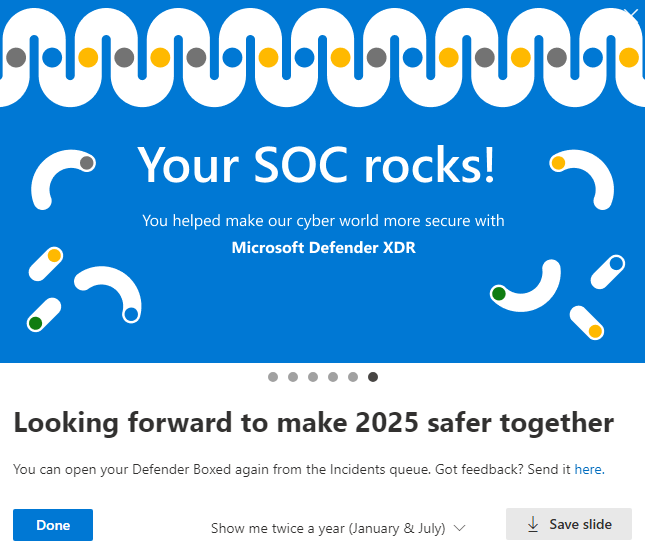 Your SOC rocks!
You helped make our cyber world more secure with
Microsoft Defender XDR
Looking forward to make 2025 safer together
You can open your Defender Boxed again from the Incidents queue. Got feedback? Send it here.
Done
Show me twice a year (January & July)
Save slide